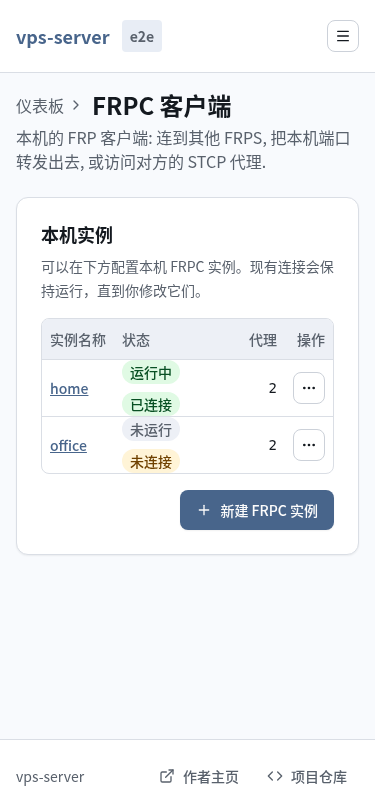 vps-server e2e
仪表板 FRPC 客户端
本机的 FRP 客户端: 连到其他 FRPS, 把本机端口
转发出去, 或访问对方的 STCP 代理.
本机实例
可以在下方配置本机 FRPC 实例。现有连接会保
持运行，直到你修改它们。
实例名称 状态 代理 操作
home 运行中 已连接 2
office 未运行 未连接 2
新建 FRPC 实例
vps-server 作者主页 项目仓库